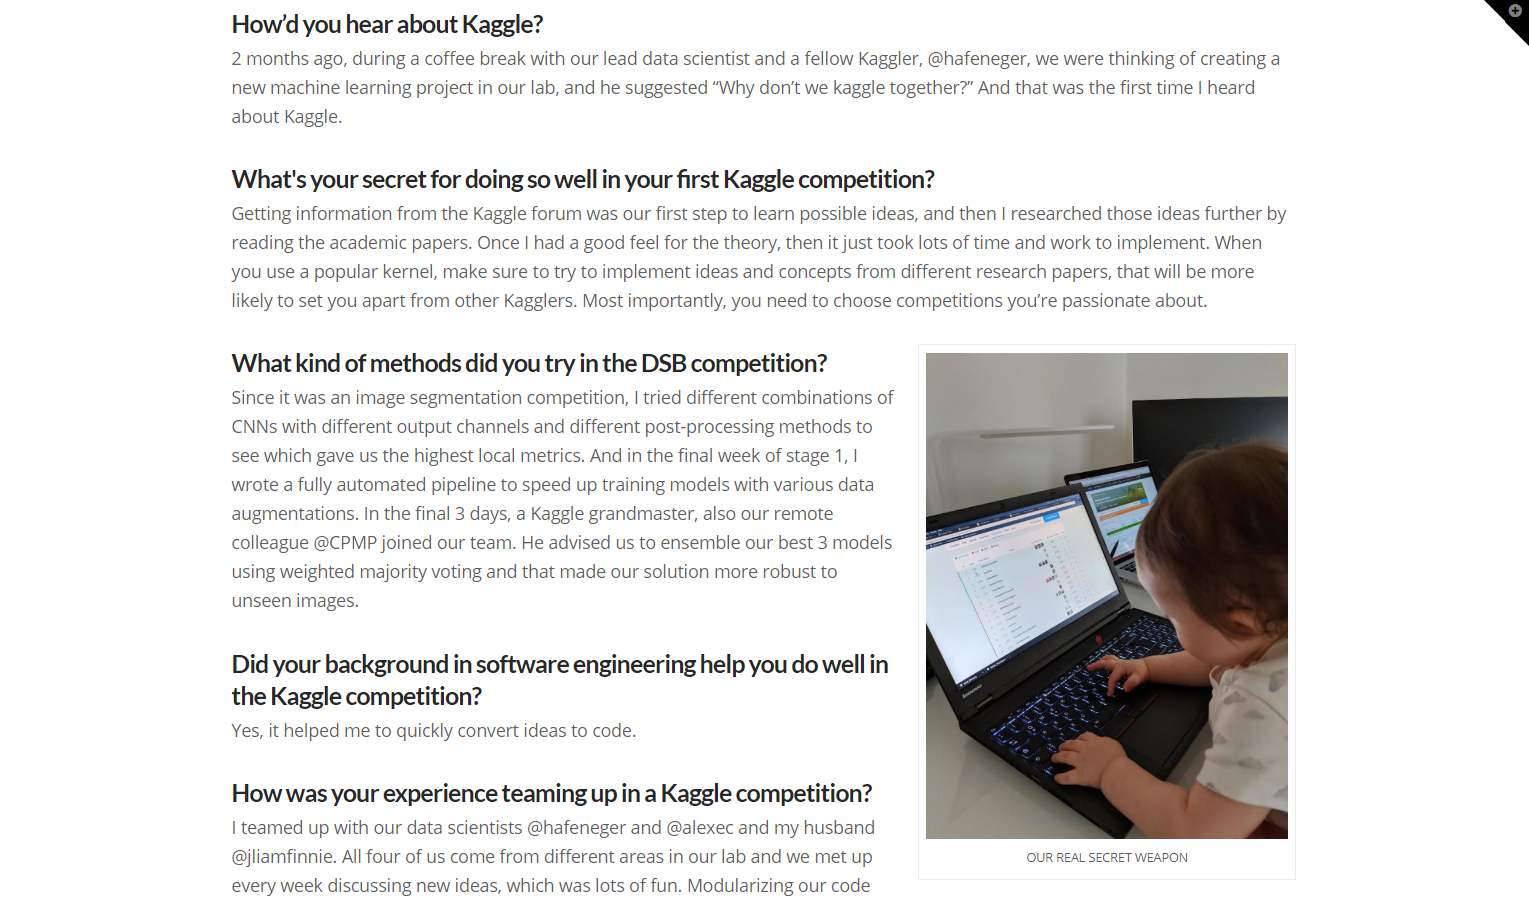 How’d you hear about Kaggle?
2 months ago, during a coffee break with our lead data scientist and a fellow Kaggler, @hafeneger, we were thinking of creating a
new machine learning project in our lab, and he suggested “Why don’t we kaggle together?” And that was the first time I heard
about Kaggle.
What's your secret for doing so well in your first Kaggle competition?
Getting information from the Kaggle forum was our first step to learn possible ideas, and then I researched those ideas further by
reading the academic papers. Once I had a good feel for the theory, then it just took lots of time and work to implement. When
you use a popular kernel, make sure to try to implement ideas and concepts from different research papers, that will be more
likely to set you apart from other Kagglers. Most importantly, you need to choose competitions you’re passionate about.
What kind of methods did you try in the DSB competition?
Since it was an image segmentation competition, I tried different combinations of
CNNs with different output channels and different post-processing methods to
see which gave us the highest local metrics. And in the final week of stage 1, I
wrote a fully automated pipeline to speed up training models with various data
augmentations. In the final 3 days, a Kaggle grandmaster, also our remote
colleague @CPMP joined our team. He advised us to ensemble our best 3 models
using weighted majority voting and that made our solution more robust to
unseen images.
Did your background in software engineering help you do well in
the Kaggle competition?
Yes, it helped me to quickly convert ideas to code.
How was your experience teaming up in a Kaggle competition?
I teamed up with our data scientists @hafeneger and @alexec and my husband
@jliamfinnie. All four of us come from different areas in our lab and we met up
every week discussing new ideas, which was lots of fun. Modularizing our code
OUR REAL SECRET WEAPON